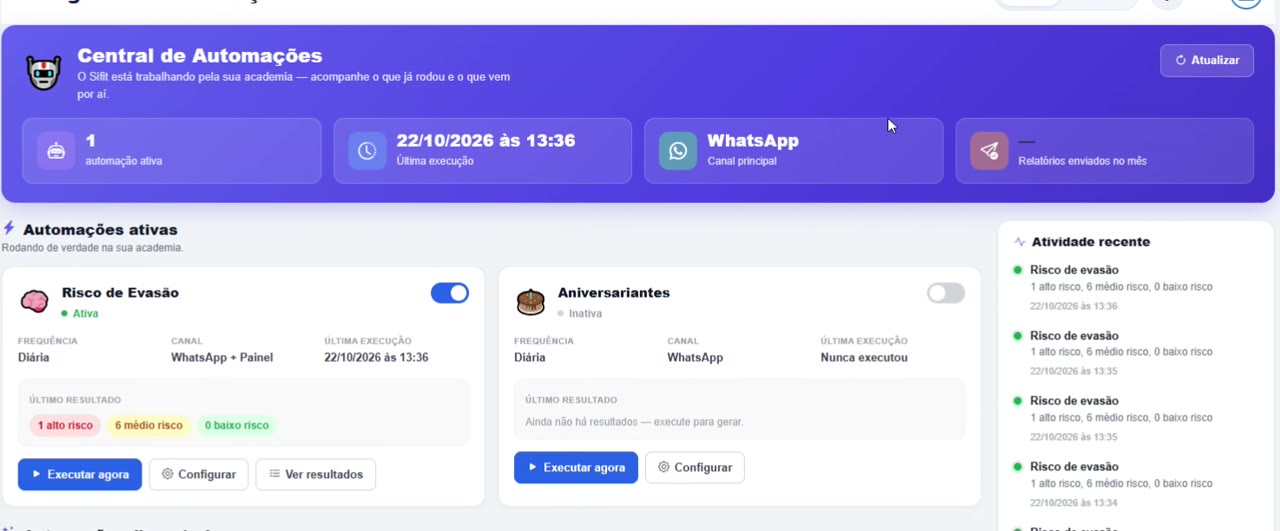 Central de Automações
O Sifit está trabalhando pela sua academia — acompanhe o que já rodou e o que vem
por aí.
Atualizar
1
automação ativa
22/10/2026 às 13:36
Última execução
WhatsApp
Canal principal
—
Relatórios enviados no mês
Automações ativas
Rodando de verdade na sua academia.
Risco de Evasão
Ativa
FREQUÊNCIA
Diária
CANAL
WhatsApp + Painel
ÚLTIMA EXECUÇÃO
22/10/2026 às 13:36
ÚLTIMO RESULTADO
1 alto risco
6 médio risco
0 baixo risco
Executar agora
Configurar
Ver resultados
Aniversariantes
Inativa
FREQUÊNCIA
Diária
CANAL
WhatsApp
ÚLTIMA EXECUÇÃO
Nunca executou
ÚLTIMO RESULTADO
Ainda não há resultados — execute para gerar.
Executar agora
Configurar
Atividade recente
Risco de evasão
1 alto risco, 6 médio risco, 0 baixo risco
22/10/2026 às 13:36
Risco de evasão
1 alto risco, 6 médio risco, 0 baixo risco
22/10/2026 às 13:35
Risco de evasão
1 alto risco, 6 médio risco, 0 baixo risco
22/10/2026 às 13:35
Risco de evasão
1 alto risco, 6 médio risco, 0 baixo risco
22/10/2026 às 13:34